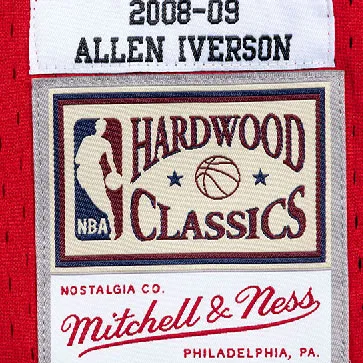 2008-09
ALLEN IVERSON
HARDWOOD
CLASSICS
NBA
NOSTALGIA CO.
Mitchell & Ness
PHILADELPHIA, PA.